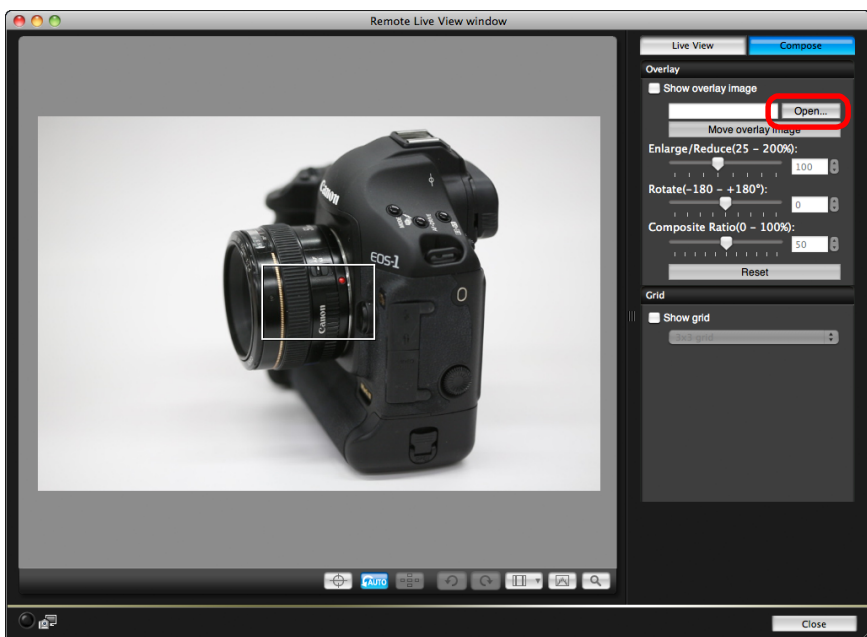 Remote Live View window
Live View
Compose
Overlay
Show overlay image
Open...
Move overlay image
Enlarge/Reduce(25 – 200%):
100
Rotate(-180 – +180°):
0
Composite Ratio(0 – 100%):
50
Reset
Grid
Show grid
3x3 grid
Canon
EOS-1
Canon
AUTO
Close